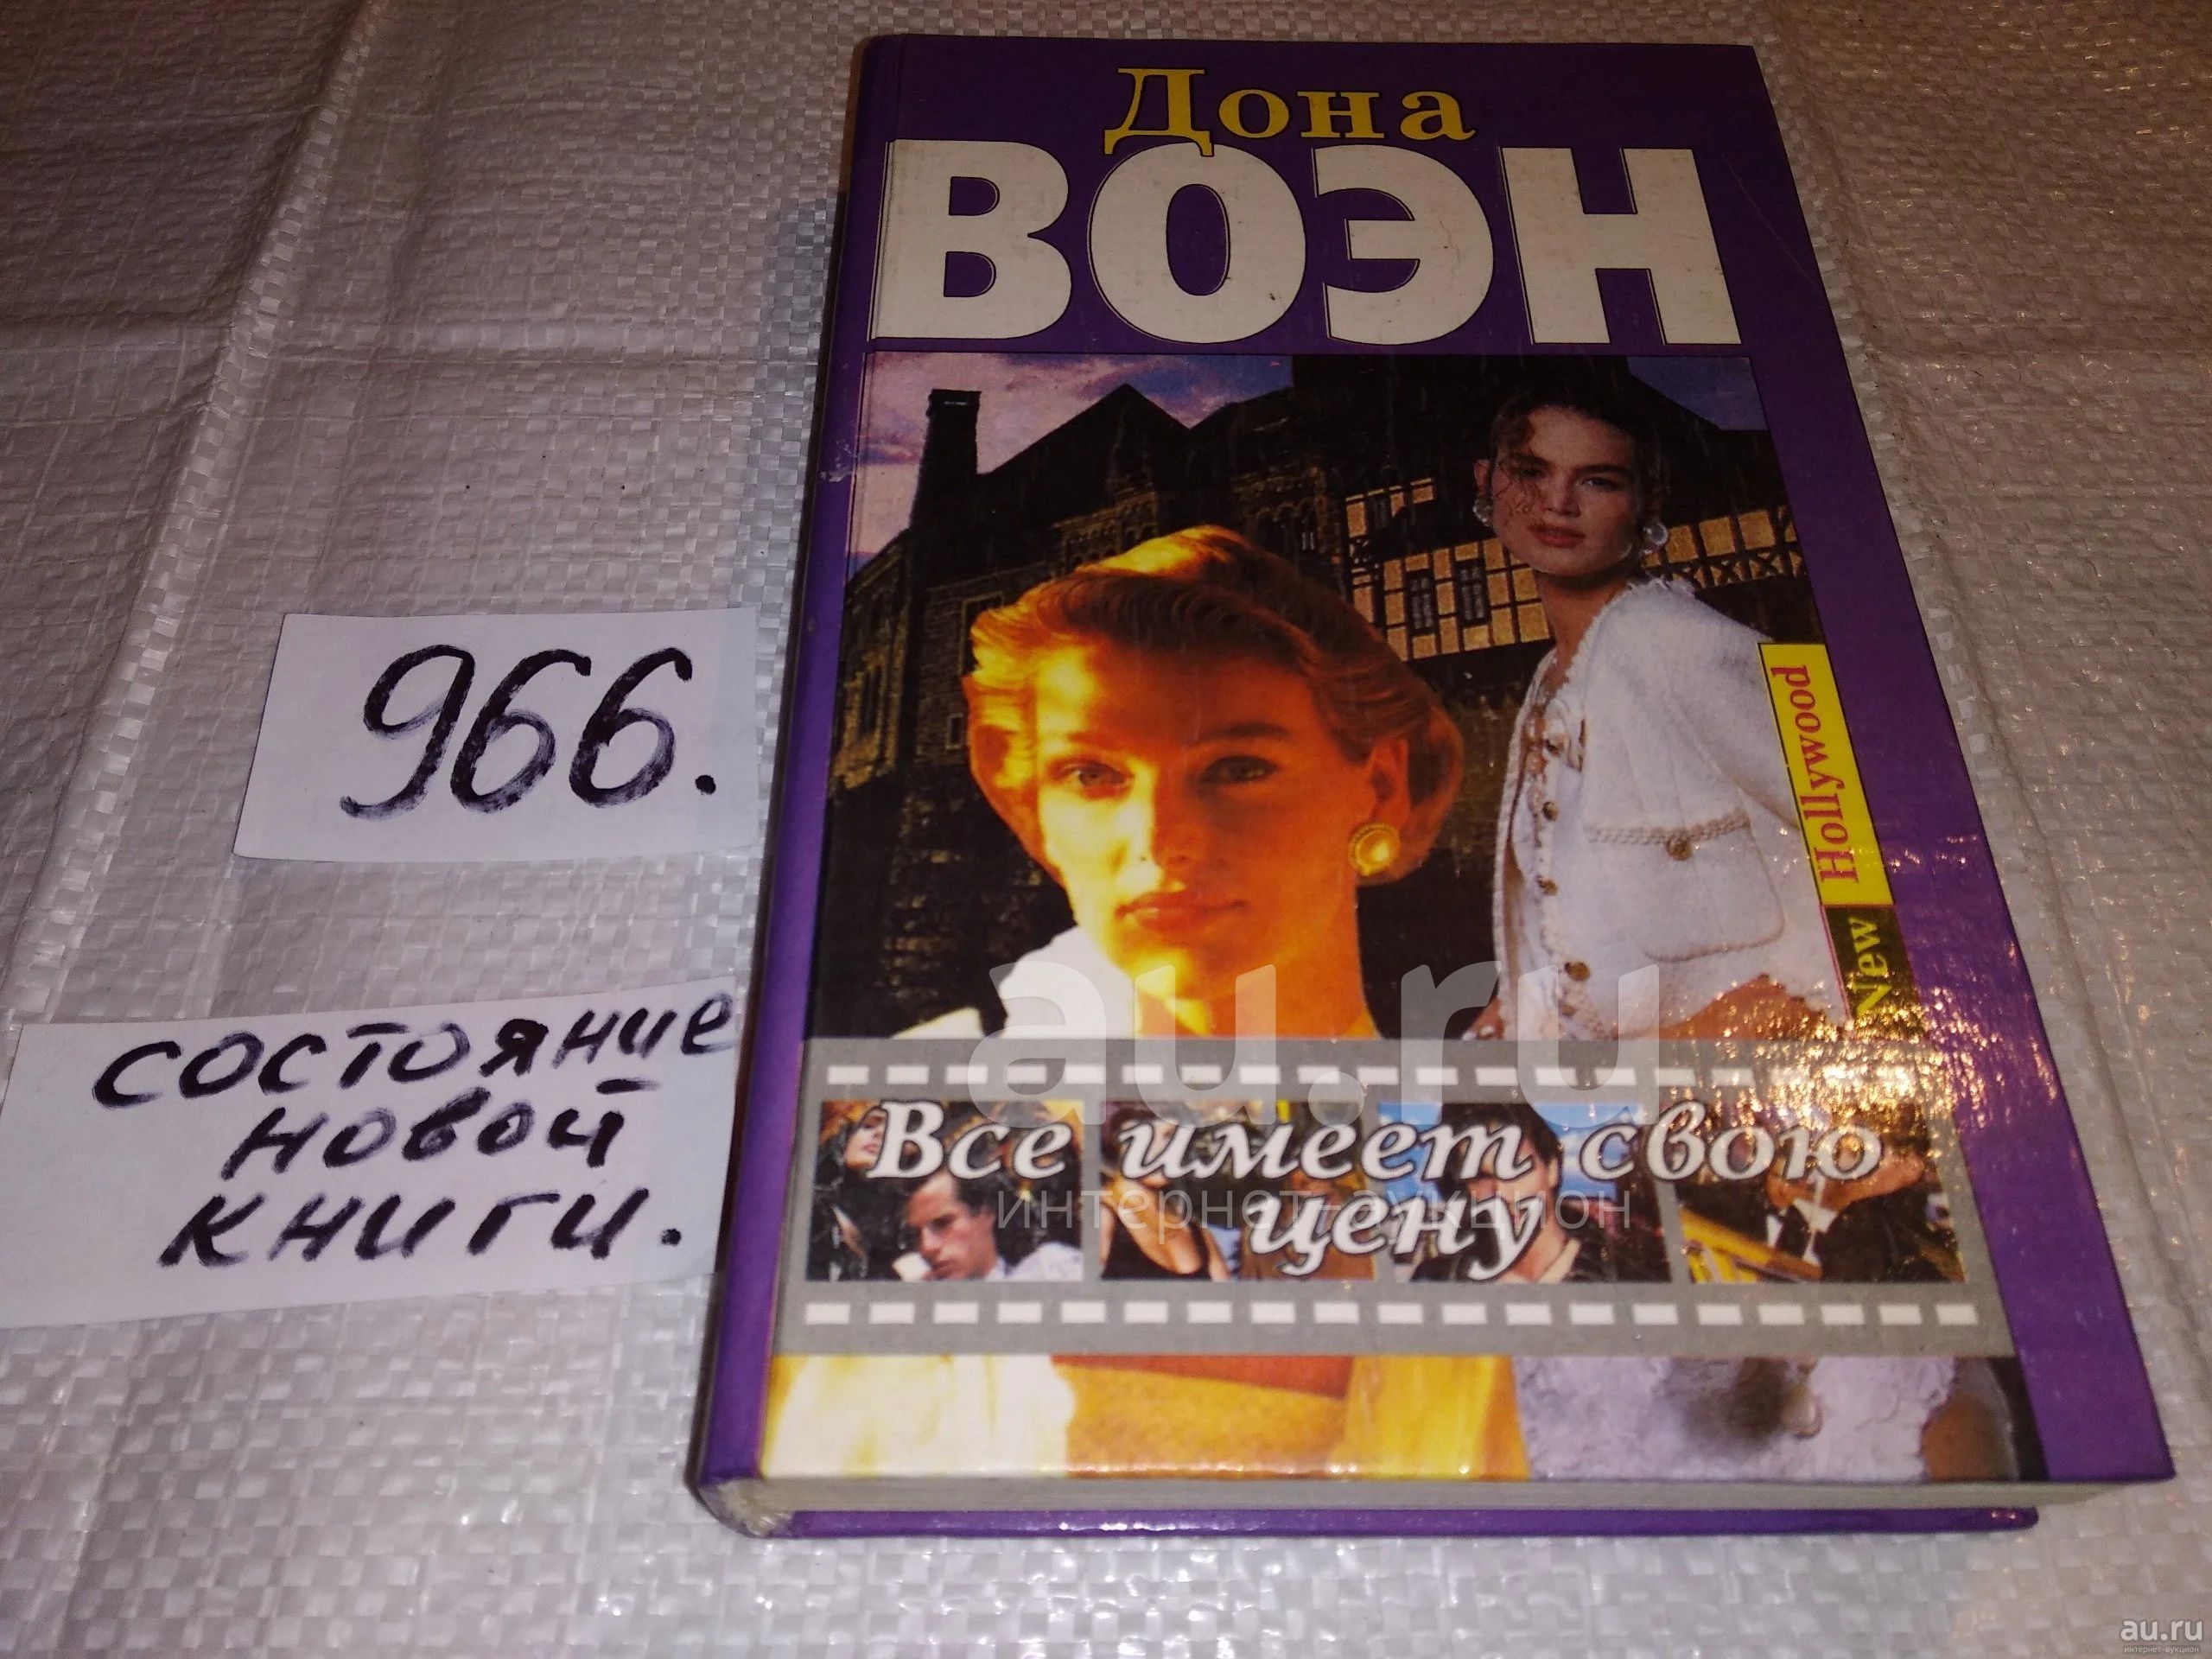 Дона
ВОЭН
966.
New Hollywood
состояние
новой
книги.
au.ru
Все имеет свою
интернет-аукцион
цену
au.ru
интернет-аукцион